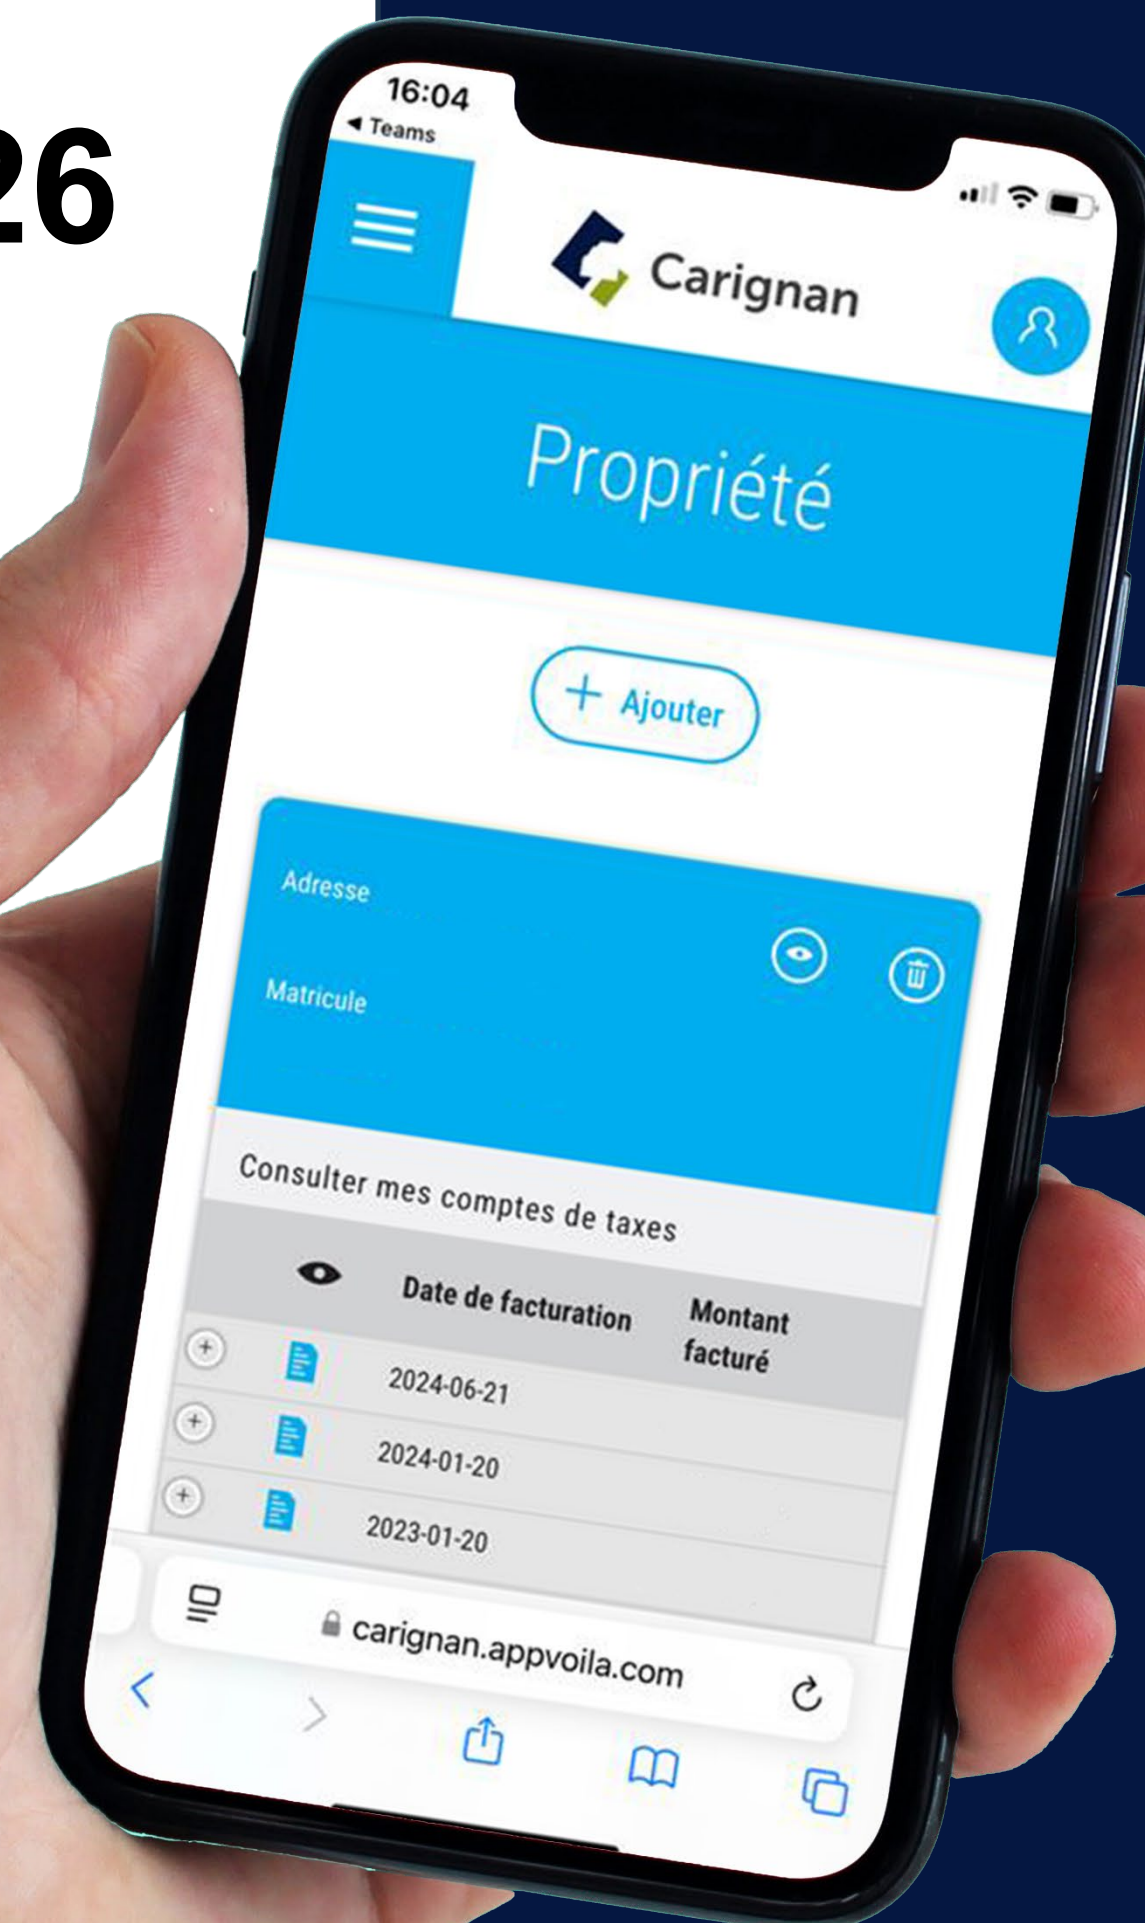 26
16:04
◀ Teams
Carignan
Propriété
+ Ajouter
Adresse
Matricule
Consulter mes comptes de taxes
Date de facturation Montant facturé
2024-06-21
2024-01-20
2023-01-20
carignan.appvoila.com